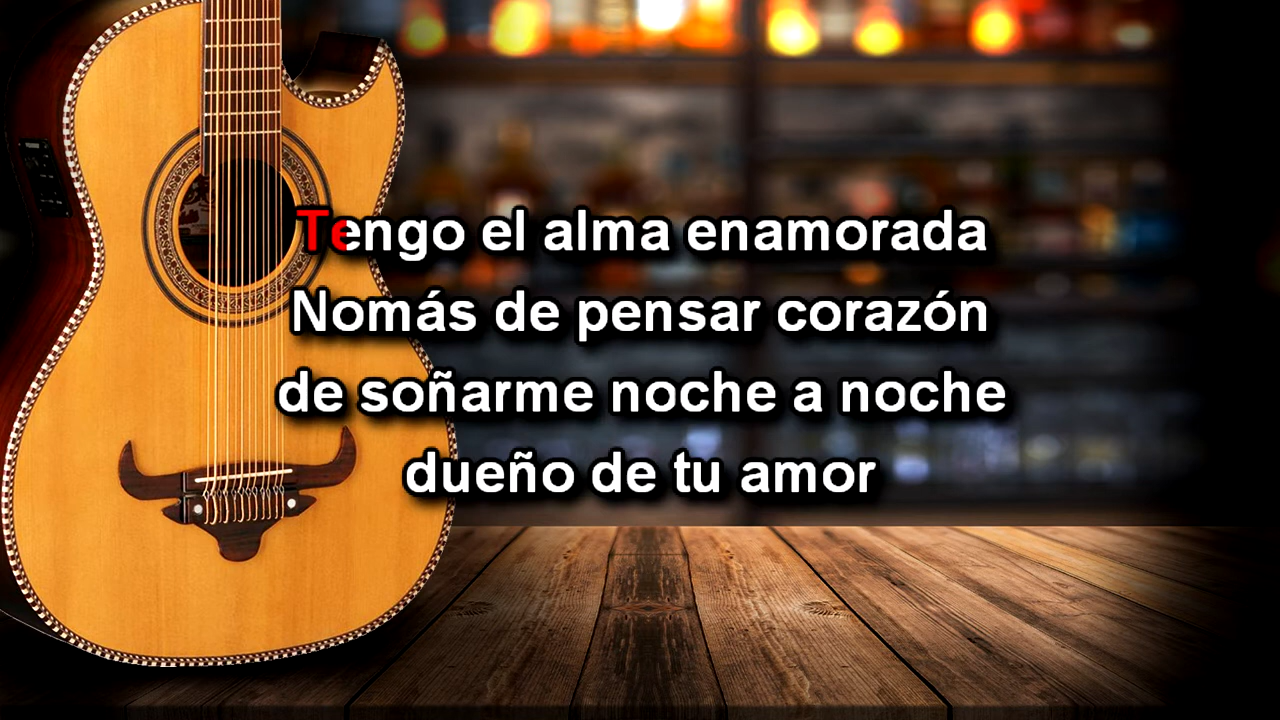 Tengo el alma enamorada
Nomás de pensar corazón
de soñarme noche a noche
dueño de tu amor